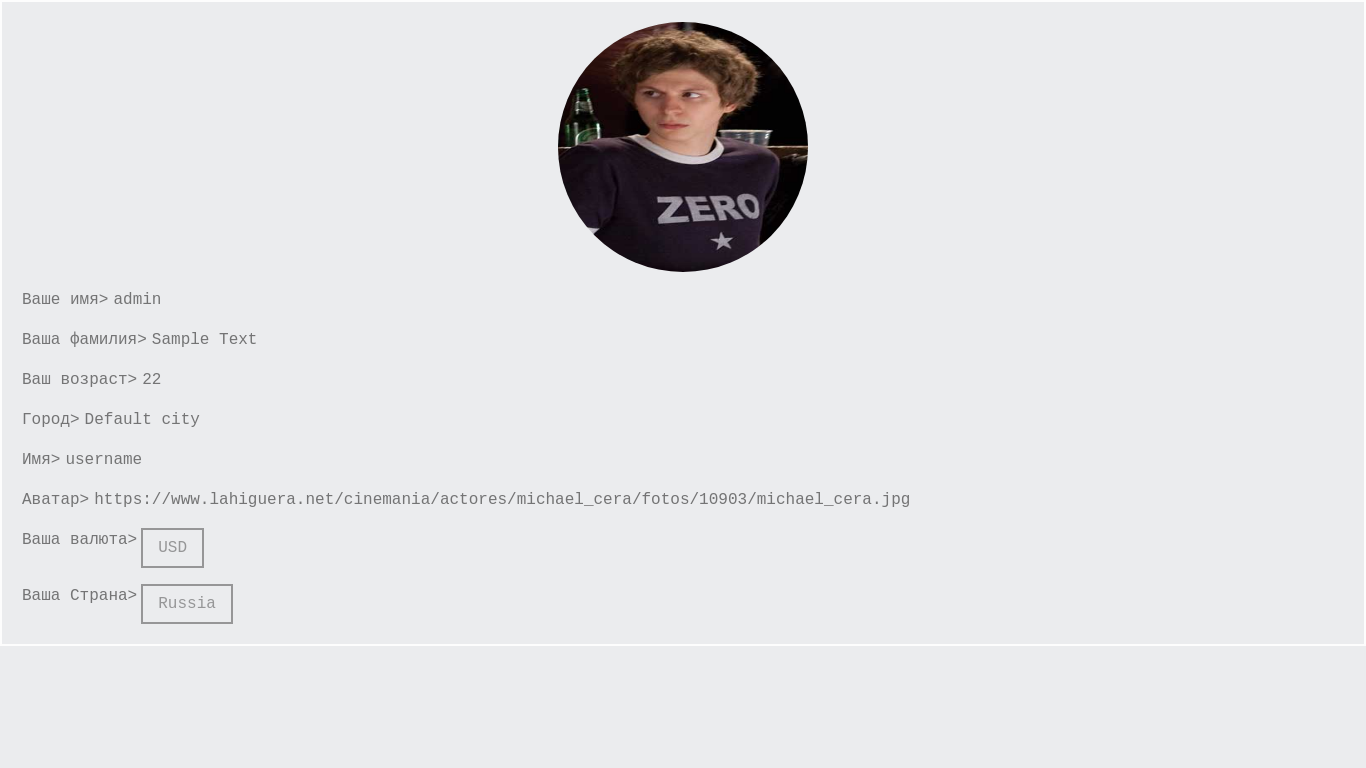 ZERO
Ваше имя> admin
Ваша фамилия> Sample Text
Ваш возраст> 22
Город> Default city
Имя> username
Аватар> https://www.lahiguera.net/cinemania/actores/michael_cera/fotos/10903/michael_cera.jpg
Ваша валюта> USD
Ваша Страна> Russia